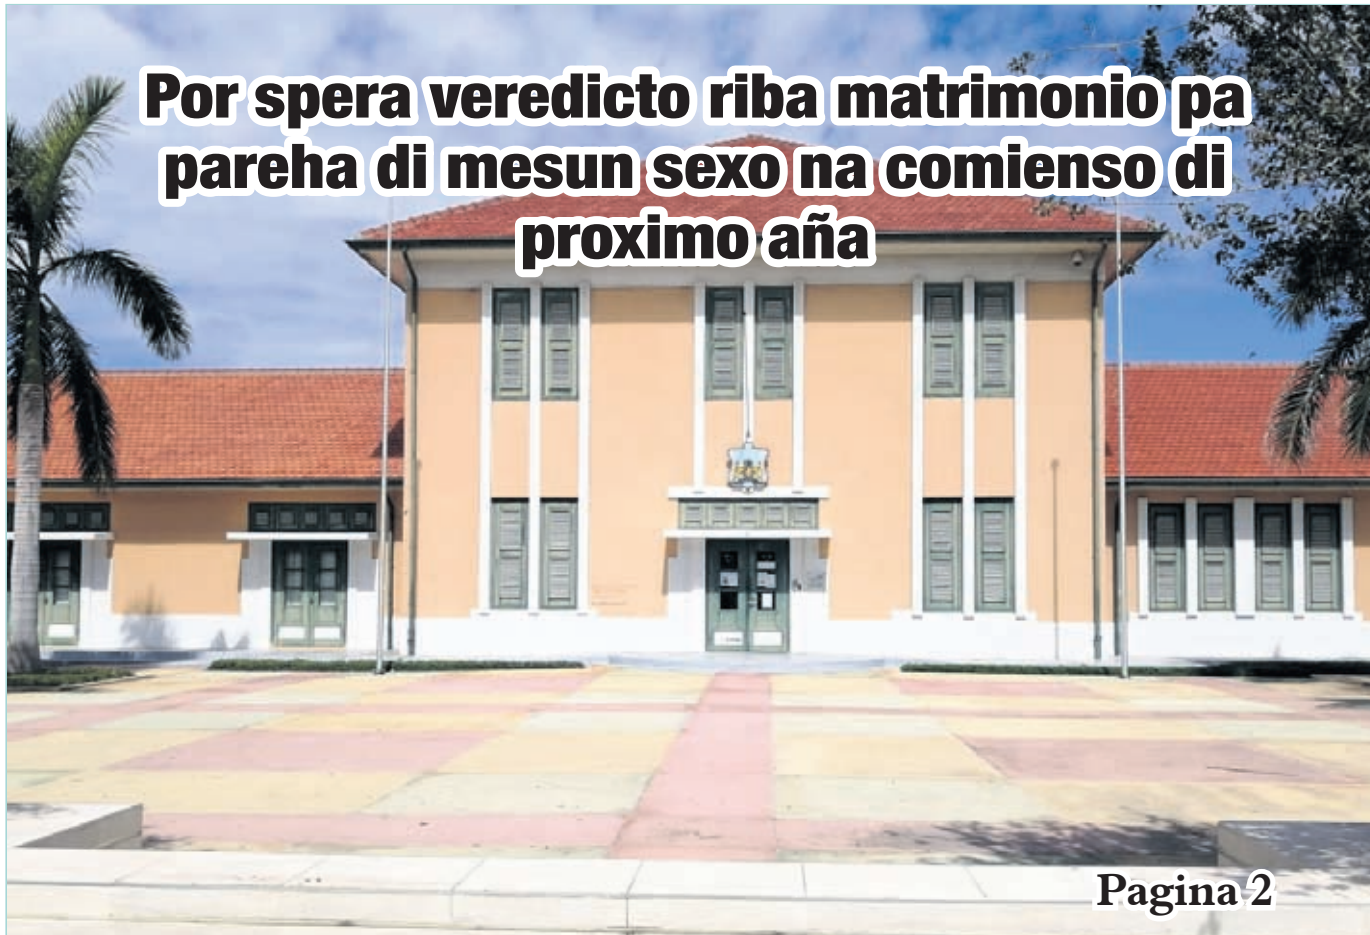 Por spera veredicto riba matrimonio pa
pareha di mesun sexo na comienso di
proximo aña
Pagina 2